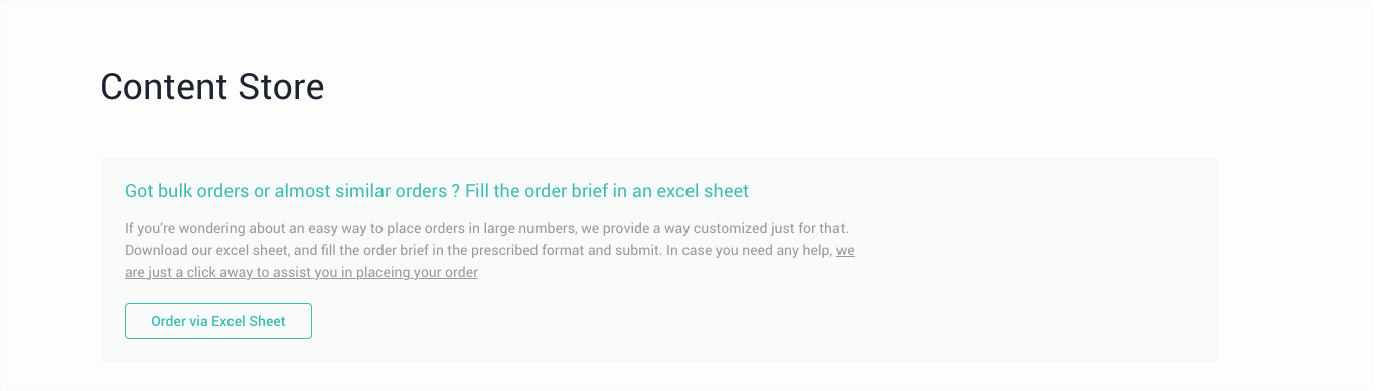 Content Store
Got bulk orders or almost similar orders ? Fill the order brief in an excel sheet
If you're wondering about an easy way to place orders in large numbers, we provide a way customized just for that.
Download our excel sheet, and fill the order brief in the prescribed format and submit. In case you need any help, we
are just a click away to assist you in placeing your order
Order via Excel Sheet